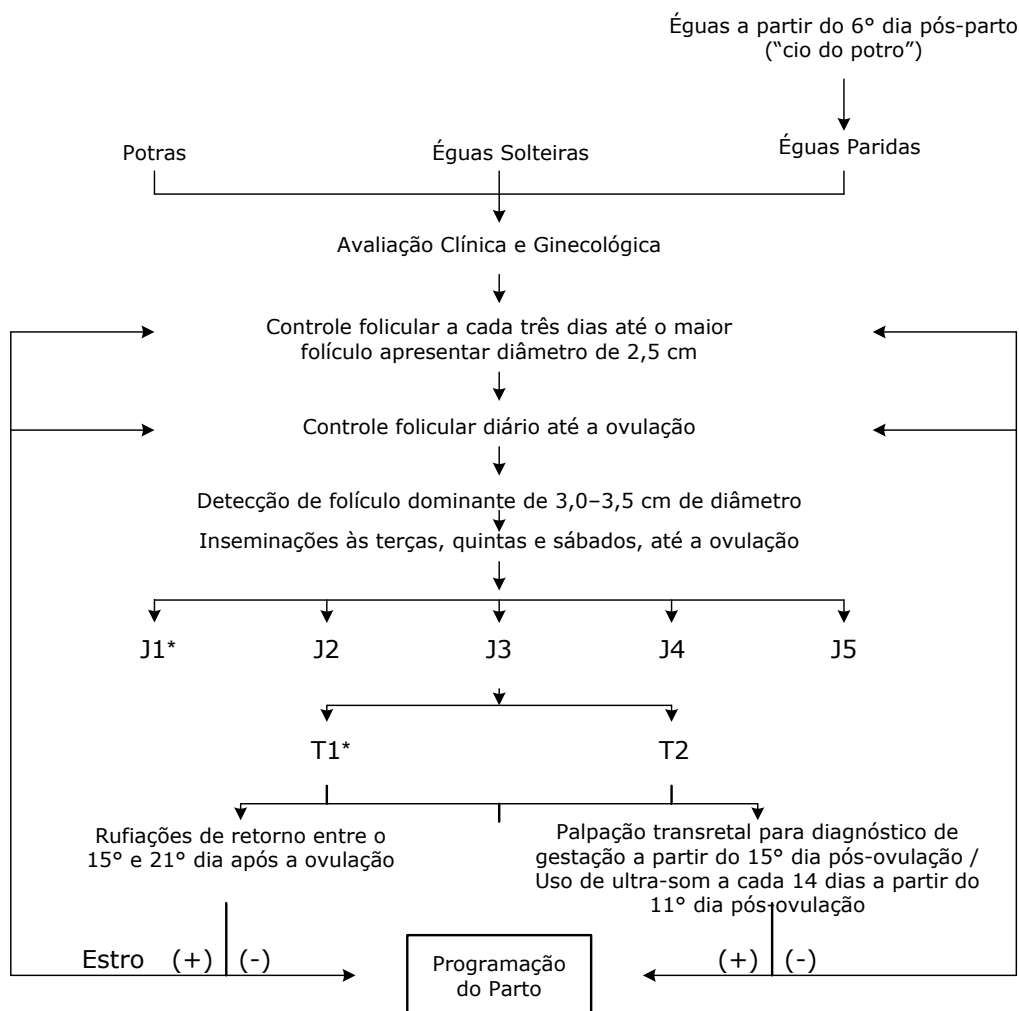 Éguas a partir do 6° dia pós-parto
(“cio do potro”)
Potras
Éguas Solteiras
Éguas Paridas
Avaliação Clínica e Ginecológica
Controle folicular a cada três dias até o maior
folículo apresentar diâmetro de 2,5 cm
Controle folicular diário até a ovulação
Detecção de folículo dominante de 3,0–3,5 cm de diâmetro
Inseminações às terças, quintas e sábados, até a ovulação
J1*
J2
J3
J4
J5
T1*
T2
Rufiações de retorno entre o
15° e 21° dia após a ovulação
Palpação transretal para diagnóstico de
gestação a partir do 15° dia pós-ovulação /
Uso de ultra-som a cada 14 dias a partir do
11° dia pós-ovulação
Estro (+) (-)
Programação
do Parto
(+) (-)